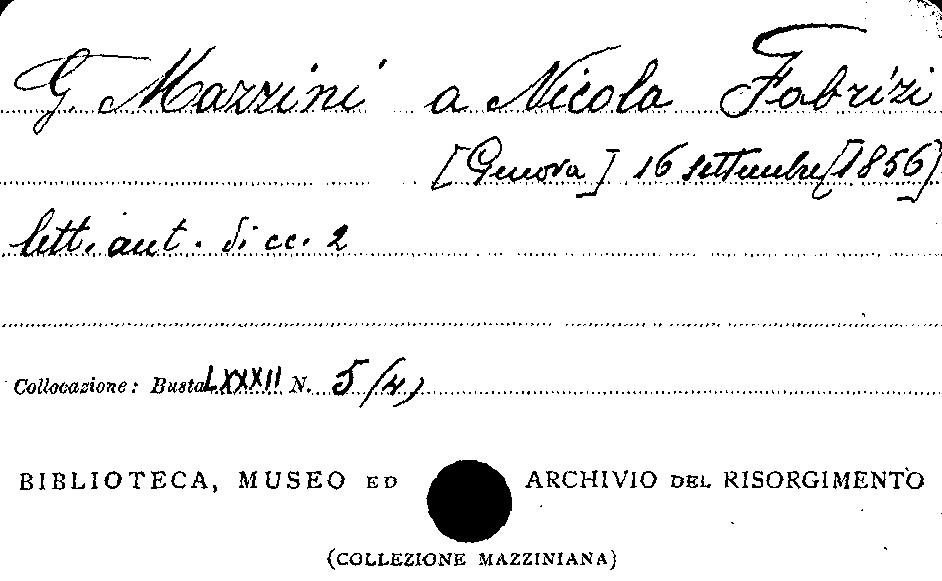 G. Mazzini a Nicola Fabrizi
[Genova] 16 settembre [1856]
lett. aut. di cc. 2
Collocazione: Busta LXXXII N. 5/4)
BIBLIOTECA, MUSEO ED ARCHIVIO DEL RISORGIMENTO
(COLLEZIONE MAZZINIANA)